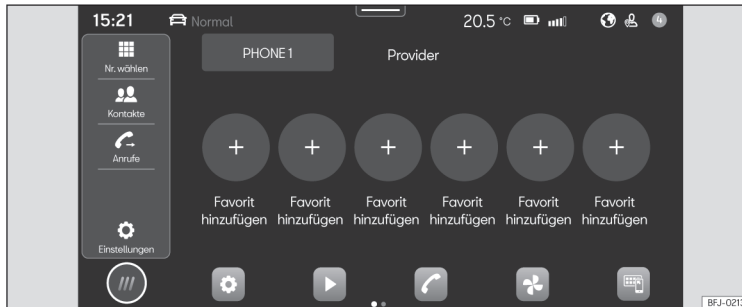 15:21 Normal 20.5 °C 4
PHONE 1 Provider
Nr. wählen
Kontakte
Anrufe
Favorit Favorit Favorit Favorit Favorit Favorit
hinzufügen hinzufügen hinzufügen hinzufügen hinzufügen hinzufügen
Einstellungen